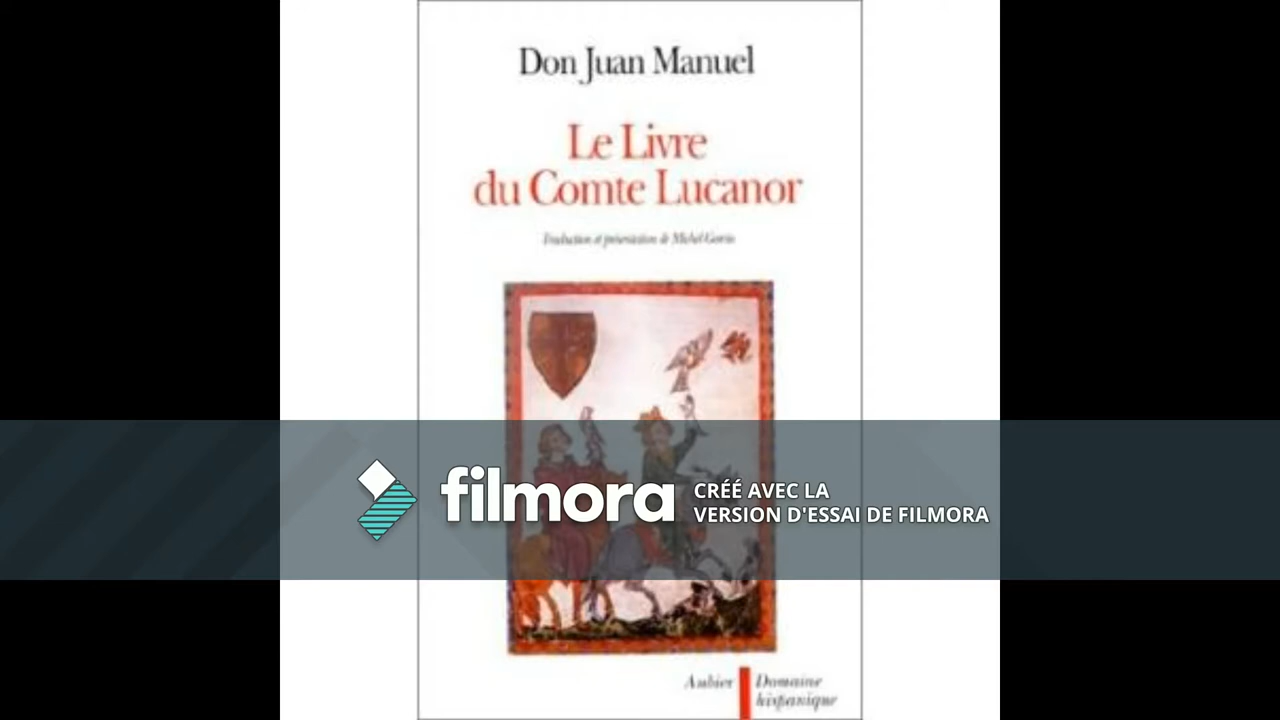 Don Juan Manuel
Le Livre
du Comte Lucanor
Traduction et présentation de Michel
filmora
CRÉÉ AVEC LA
VERSION D'ESSAI DE FILMORA
Aubier
Domaine
hispanique